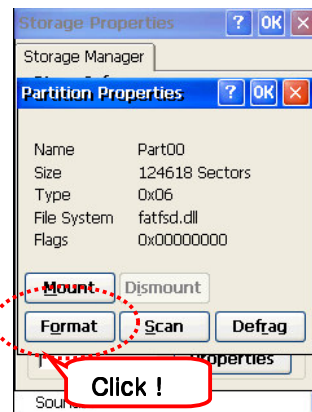 Storage Properties ? OK ×
Storage Manager
Partition Properties ? OK ×
Name Part00
Size 124618 Sectors
Type 0x06
File System fatfsd.dll
Flags 0x00000000
Mount Dismount
Format Scan Defrag
Properties
Click !